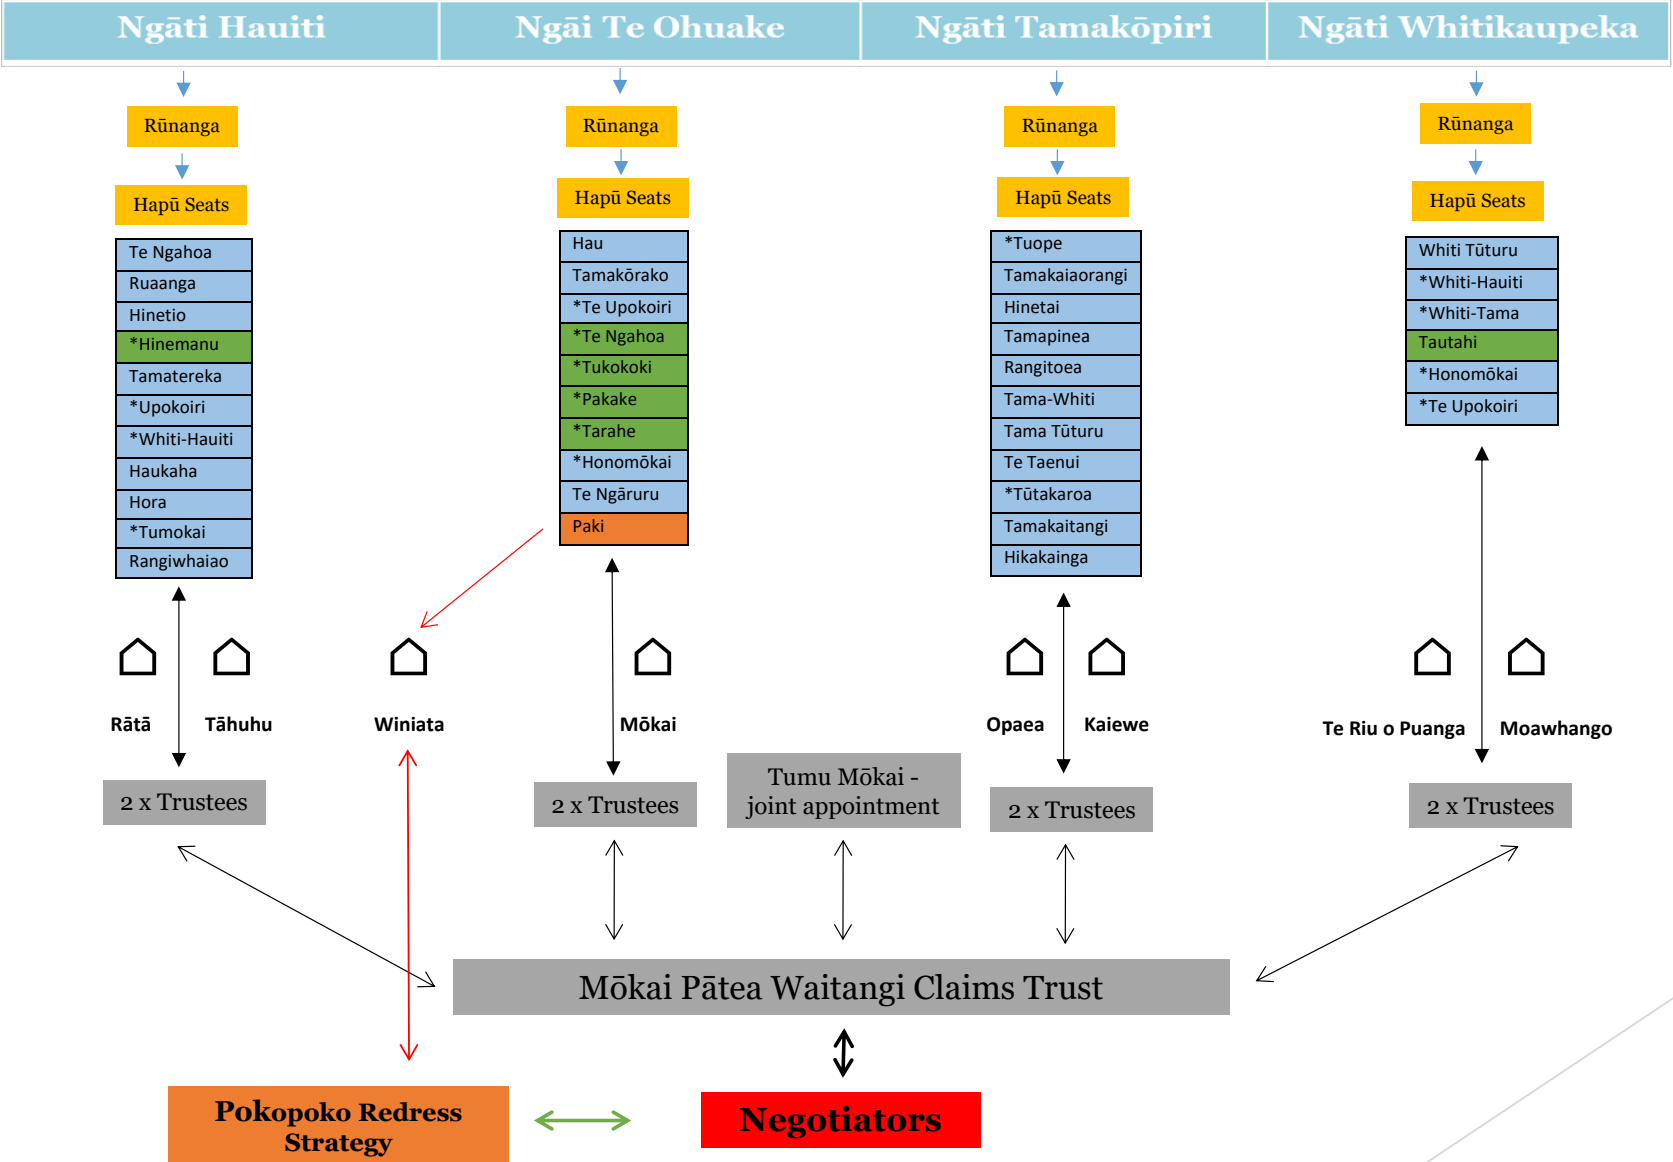 Ngāti Hauiti
Ngāi Te Ohuake
Ngāti Tamakōpiri
Ngāti Whitikaupeka
Rūnanga
Rūnanga
Rūnanga
Rūnanga
Hapū Seats
Hapū Seats
Hapū Seats
Hapū Seats
Te Ngahoa
Ruaanga
Hinetio
*Hinemanu
Tamatereka
*Upokoiri
*Whiti-Hauiti
Haukaha
Hora
*Tumokai
Rangiwhaiao
Hau
Tamakōrako
*Te Upokoiri
*Te Ngahoa
*Tukokoki
*Pakake
*Tarahe
*Honomōkai
Te Ngāruru
Paki
*Tuope
Tamakaiaorangi
Hinetai
Tamapinea
Rangitoea
Tama-Whiti
Tama Tūturu
Te Taenui
*Tūtakaroa
Tamakaitangi
Hikakainga
Whiti Tūturu
*Whiti-Hauiti
*Whiti-Tama
Tautahi
*Honomōkai
*Te Upokoiri
Rātā
Tāhuhu
Winiata
Mōkai
Opaea
Kaiewe
Te Riu o Puanga
Moawhango
2 x Trustees
2 x Trustees
Tumu Mōkai -
joint appointment
2 x Trustees
2 x Trustees
Mōkai Pātea Waitangi Claims Trust
Pokopoko Redress
Strategy
Negotiators